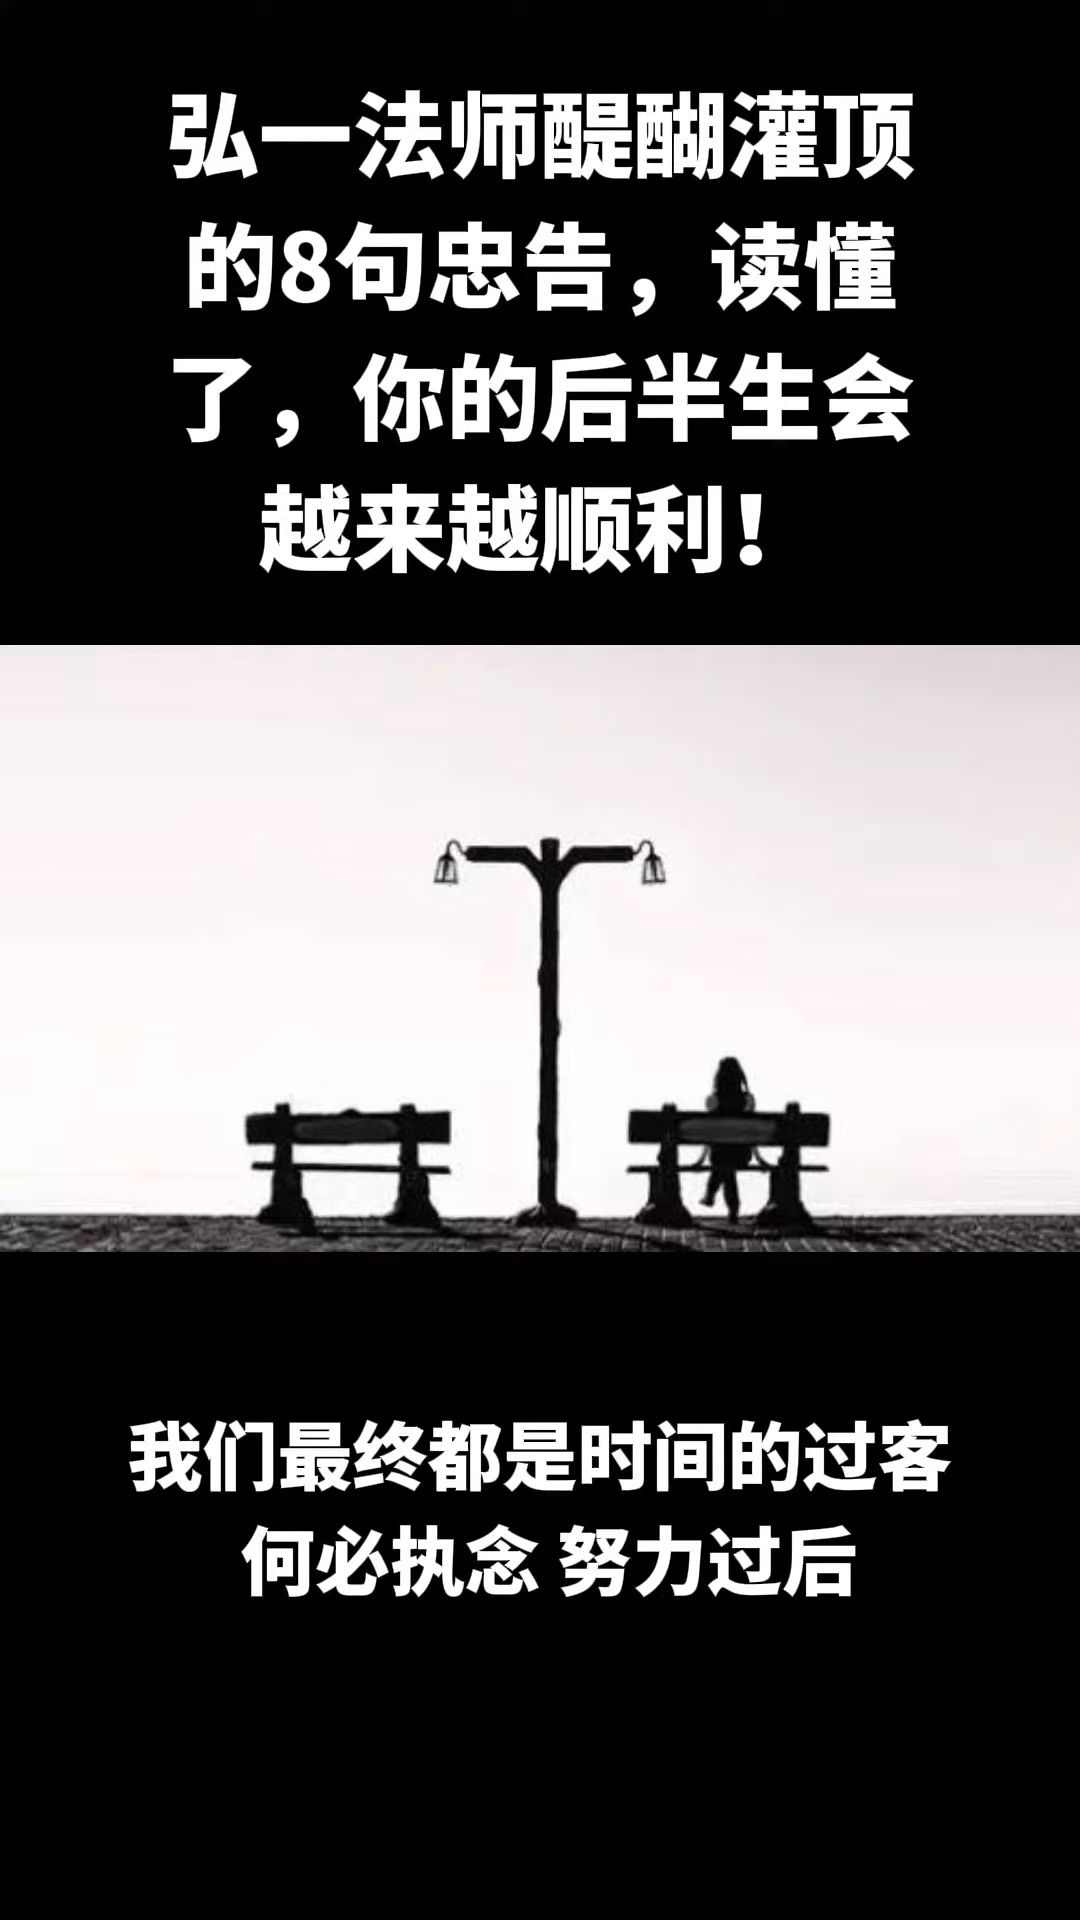 弘一法师醍醐灌顶
的8句忠告，读懂
了，你的后半生会
越来越顺利！
我们最终都是时间的过客
何必执念 努力过后